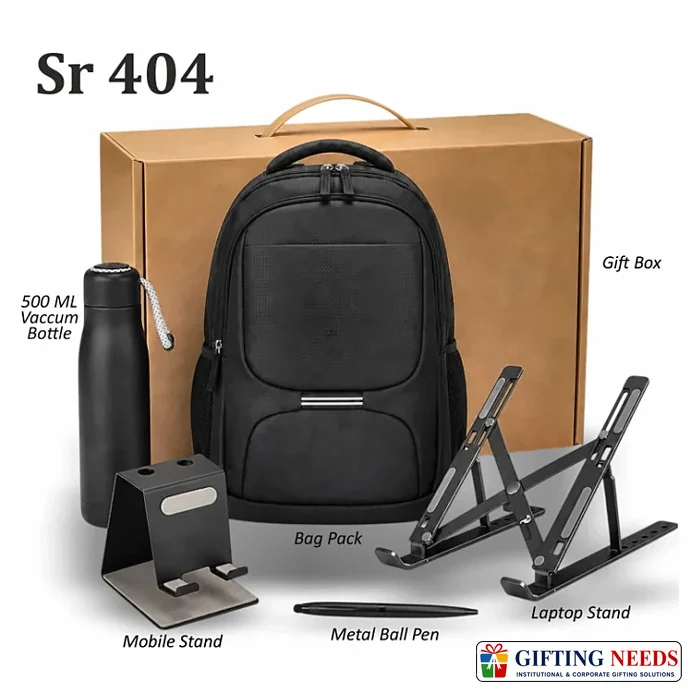 Sr 404
Gift Box
500 ML
Vaccum
Bottle
Bag Pack
Laptop Stand
Metal Ball Pen
Mobile Stand
GIFTING NEEDS
INSTITUTIONAL & CORPORATE GIFTING SOLUTIONS